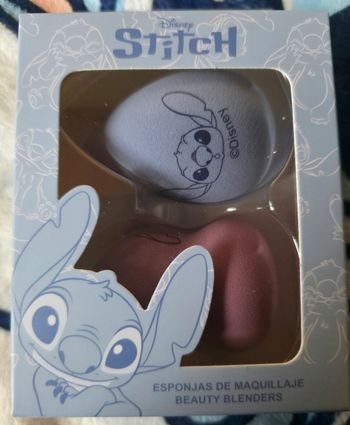 Disney
STITCH
©Disney
ESPONJAS DE MAQUILLAJE
BEAUTY BLENDERS